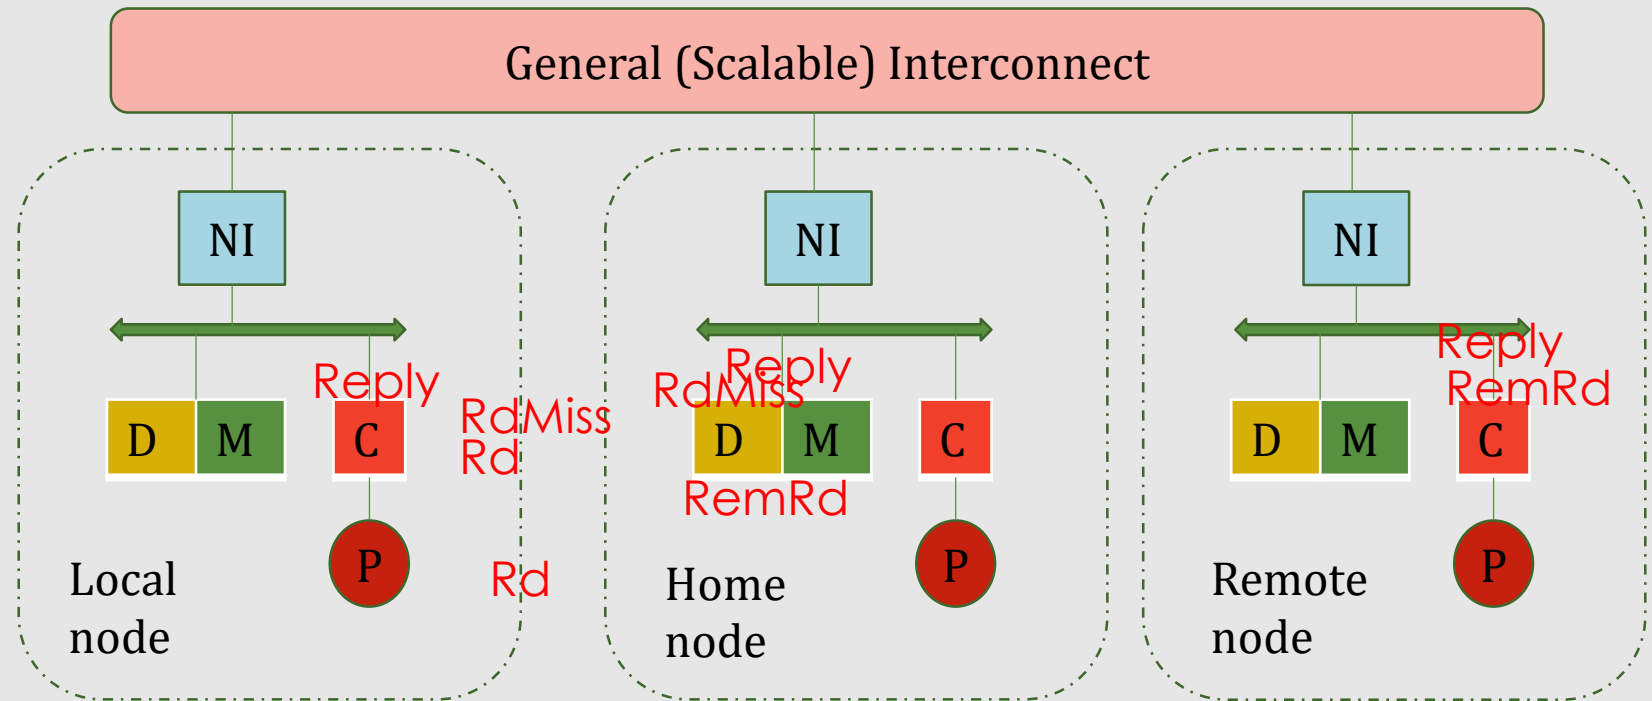 General (Scalable) Interconnect
NI
D
M
C
P
Reply
RdMiss
Rd
Rd
Local
node
NI
Reply
RdMiss
D
M
C
RemRd
P
Home
node
NI
Reply
RemRd
D
M
C
P
Remote
node